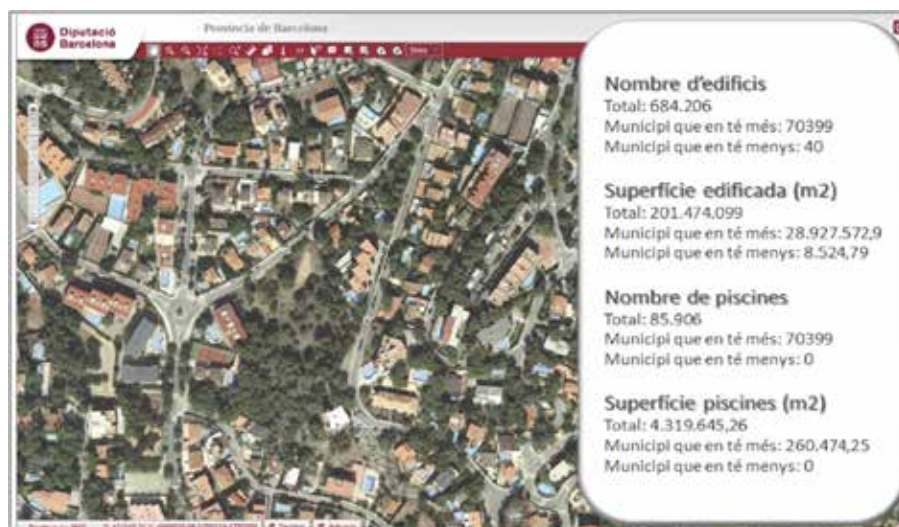 Diputació
Barcelona
Província de Barcelona
Nombre d'edificis
Total: 684.206
Municipi que en té més: 70399
Municipi que en té menys: 40
Superfície edificada (m2)
Total: 201.474.099
Municipi que en té més: 28.927.572,9
Municipi que en té menys: 8.524,79
Nombre de piscines
Total: 85.906
Municipi que en té més: 70399
Municipi que en té menys: 0
Superfície piscines (m2)
Total: 4.319.645,26
Municipi que en té més: 260.474,25
Municipi que en té menys: 0